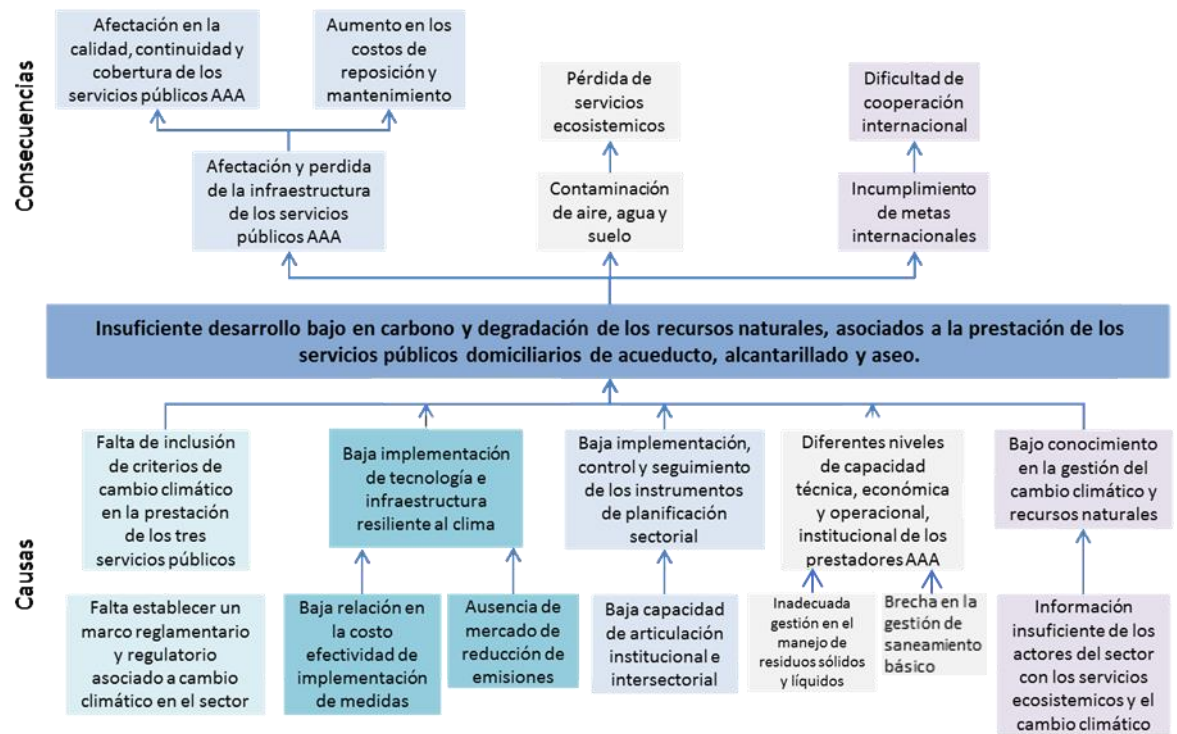 Consecuencias
Afectación en la
calidad, continuidad y
cobertura de los
servicios públicos AAA
Aumento en los
costos de
reposición y
mantenimiento
Pérdida de
servicios
ecosistemicos
Dificultad de
cooperación
internacional
Afectación y perdida
de la infraestructura
de los servicios
públicos AAA
Contaminación
de aire, agua y
suelo
Incumplimiento
de metas
internacionales
Insuficiente desarrollo bajo en carbono y degradación de los recursos naturales, asociados a la prestación de los
servicios públicos domiciliarios de acueducto, alcantarillado y aseo.
Causas
Falta de inclusión
de criterios de
cambio climático
en la prestación
de los tres
servicios públicos
Baja implementación
de tecnología e
infraestructura
resiliente al clima
Baja implementación,
control y seguimiento
de los instrumentos
de planificación
sectorial
Diferentes niveles
de capacidad
técnica, económica
y operacional,
institucional de los
prestadores AAA
Bajo conocimiento
en la gestión del
cambio climático y
recursos naturales
Falta establecer un
marco reglamentario
y regulatorio
asociado a cambio
climático en el sector
Baja relación en
la costo
efectividad de
implementación
de medidas
Ausencia de
mercado de
reducción de
emisiones
Baja capacidad
de articulación
institucional e
intersectorial
Inadecuada
gestión en el
manejo de
residuos sólidos
y líquidos
Brecha en la
gestión de
saneamiento
básico
Información
insuficiente de los
actores del sector
con los servicios
ecosistemicos y el
cambio climático